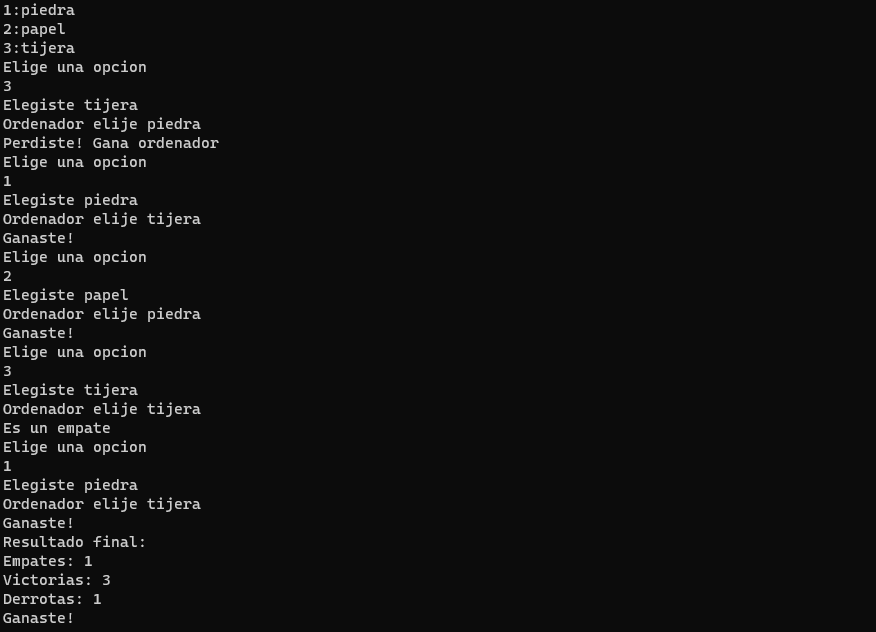 1:piedra
2:papel
3:tijera
Elige una opcion
3
Elegiste tijera
Ordenador elije piedra
Perdiste! Gana ordenador
Elige una opcion
1
Elegiste piedra
Ordenador elije tijera
Ganaste!
Elige una opcion
2
Elegiste papel
Ordenador elije piedra
Ganaste!
Elige una opcion
3
Elegiste tijera
Ordenador elije tijera
Es un empate
Elige una opcion
1
Elegiste piedra
Ordenador elije tijera
Ganaste!
Resultado final:
Empates: 1
Victorias: 3
Derrotas: 1
Ganaste!